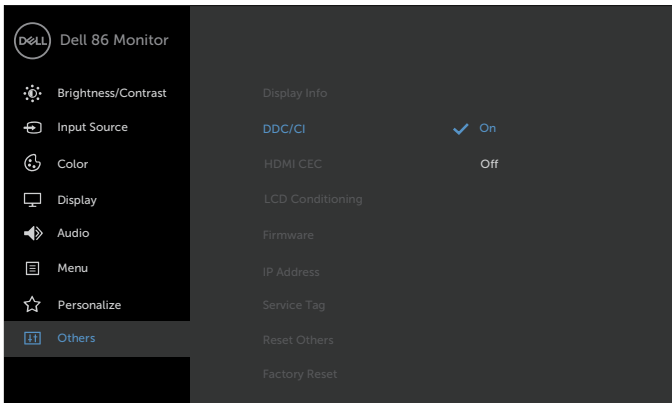 DELL Dell 86 Monitor
Brightness/Contrast
Input Source
Color
Display
Audio
Menu
Personalize
Others
Display Info
DDC/CI On
HDMI CEC Off
LCD Conditioning
Firmware
IP Address
Service Tag
Reset Others
Factory Reset